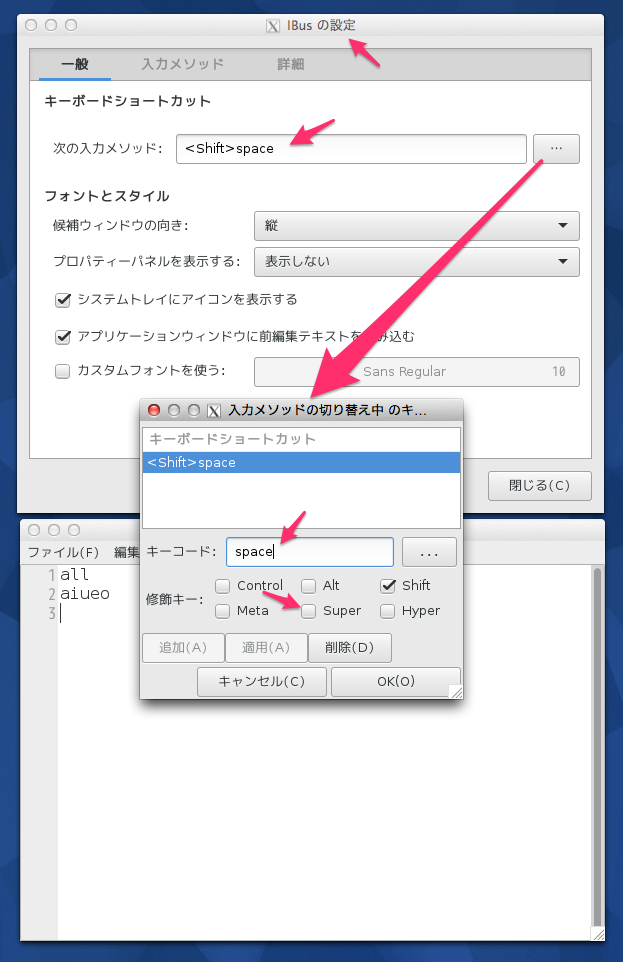 IBus の設定
一般 入力メソッド 詳細
キーボードショートカット
次の入力メソッド: <Shift>space ...
フォントとスタイル
候補ウィンドウの向き: 縦
プロパティーパネルを表示する: 表示しない
システムトレイにアイコンを表示する
アプリケーションウィンドウに前編集テキストを み込む
カスタムフォントを使う: Sans Regular 10
閉じる(C)
入力メソッドの切り替え中 のキ...
キーボードショートカット
<Shift>space
キーコード: space ...
修飾キー: Control Alt Shift
Meta Super Hyper
追加(A) 適用(A) 削除(D)
キャンセル(C) OK(O)
ファイル(F) 編集
1 all
2 aiueo
3